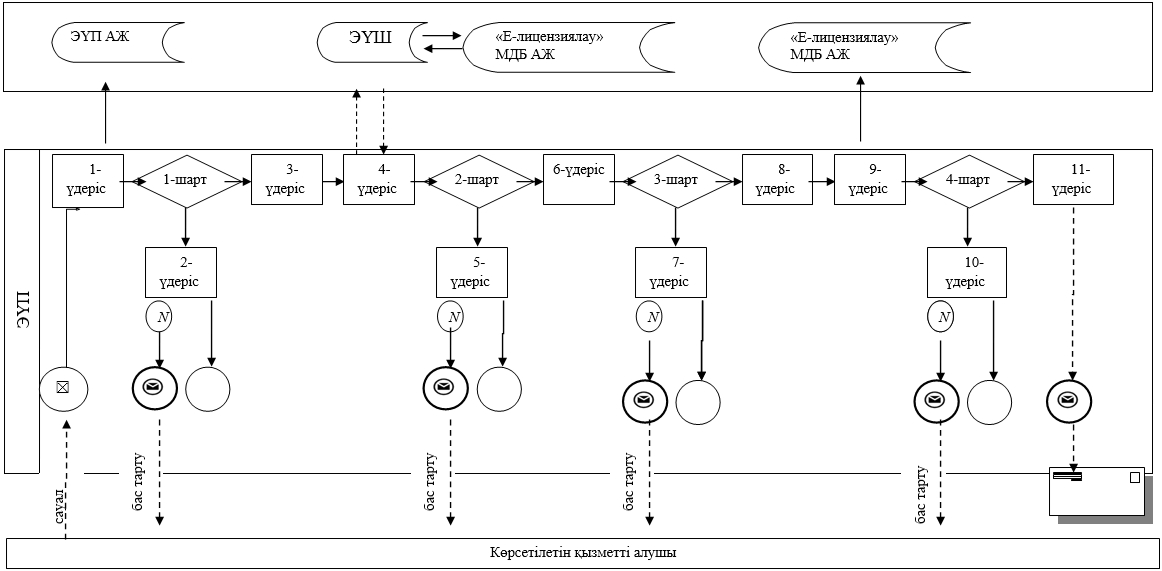 ЭҮП АЖ
ЭҮШ
«Е-лицензиялау»
МДБ АЖ
«Е-лицензиялау»
МДБ АЖ
ЭҮП
1-
үдеріс
1-шарт
3-
үдеріс
4-
үдеріс
2-шарт
6-үдеріс
3-шарт
8-
үдеріс
9-
үдеріс
4-шарт
11-
үдеріс
2-
үдеріс
5-
үдеріс
7-
үдеріс
10-
үдеріс
N
N
N
N
сауал
бас тарту
бас тарту
бас тарту
бас тарту
Көрсетілетін қызметті алушы